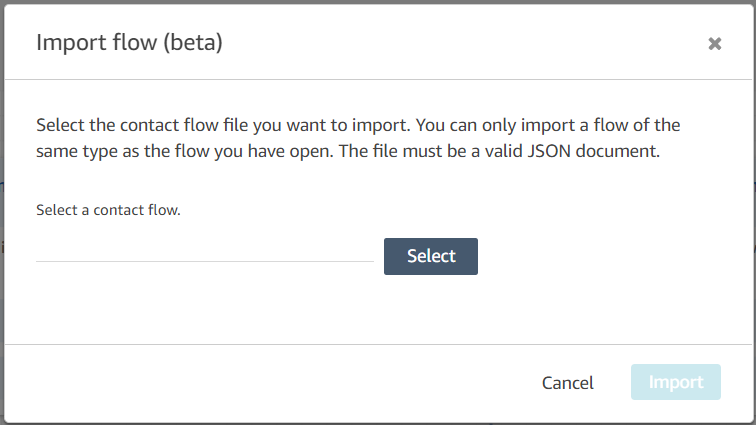 Import flow (beta)
Select the contact flow file you want to import. You can only import a flow of the
same type as the flow you have open. The file must be a valid JSON document.
Select a contact flow.
Select
Cancel
Import